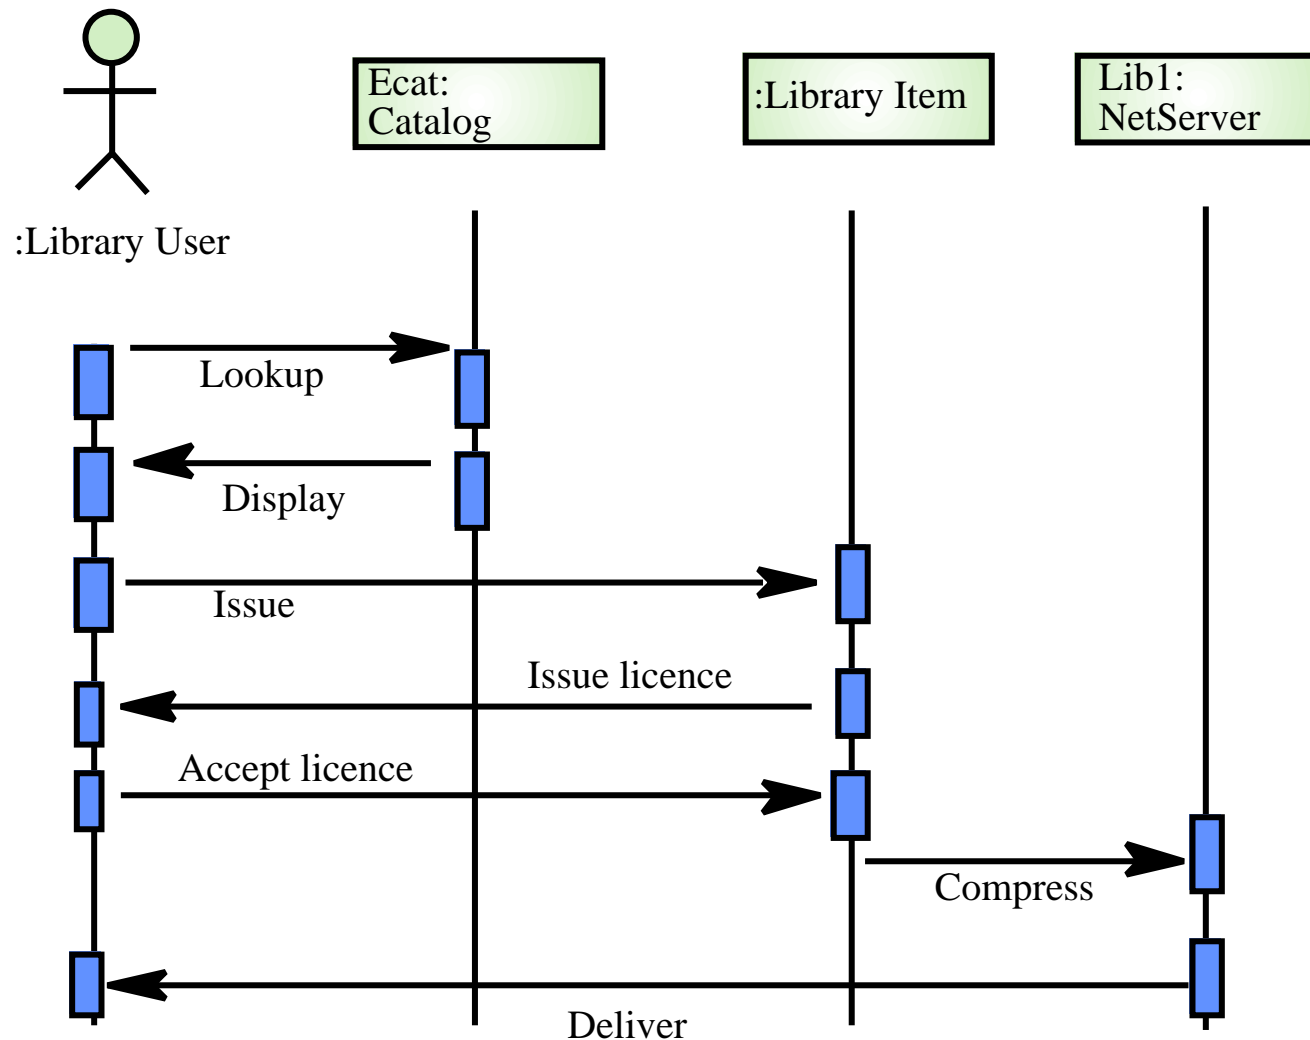 Ecat:
Catalog
:Library Item
Lib1:
NetServer
:Library User
Lookup
Display
Issue
Issue licence
Accept licence
Compress
Deliver